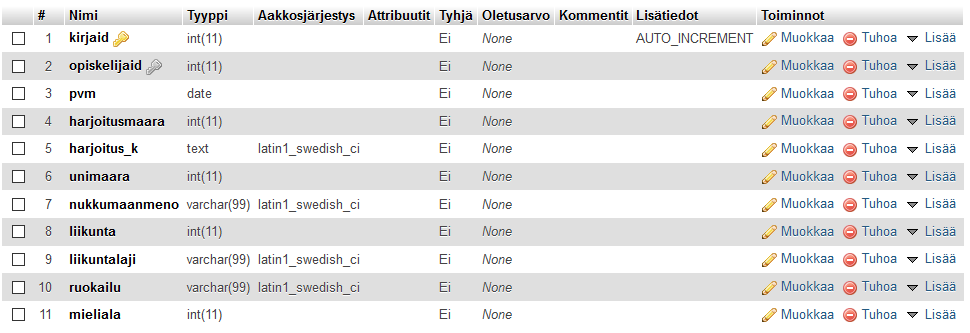 # Nimi Tyyppi Aakkosjärjestys Attribuutit Tyhjä Oletusarvo Kommentit Lisätiedot Toiminnot
1 kirjaid int(11) Ei None AUTO_INCREMENT Muokkaa Tuhoa Lisää
2 opiskelijaid int(11) Ei None Muokkaa Tuhoa Lisää
3 pvm date Ei None Muokkaa Tuhoa Lisää
4 harjoitusmaara int(11) Ei None Muokkaa Tuhoa Lisää
5 harjoitus_k text latin1_swedish_ci Ei None Muokkaa Tuhoa Lisää
6 unimaara int(11) Ei None Muokkaa Tuhoa Lisää
7 nukkumaanmeno varchar(99) latin1_swedish_ci Ei None Muokkaa Tuhoa Lisää
8 liikunta int(11) Ei None Muokkaa Tuhoa Lisää
9 liikuntalaji varchar(99) latin1_swedish_ci Ei None Muokkaa Tuhoa Lisää
10 ruokailu varchar(99) latin1_swedish_ci Ei None Muokkaa Tuhoa Lisää
11 mieliala int(11) Ei None Muokkaa Tuhoa Lisää